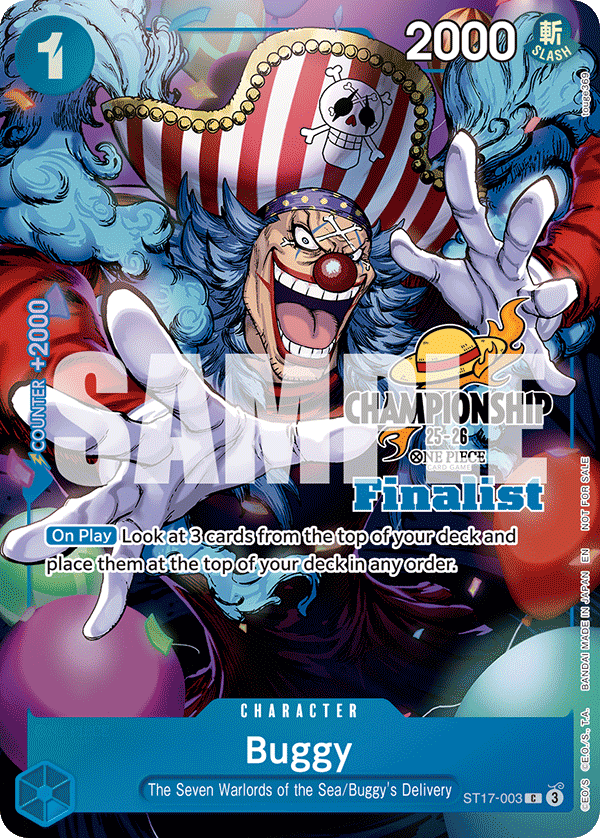 1
2000
斬
SLASH
touge369
COUNTER +2000
SAMPLE
CHAMPIONSHIP
25-26
ONE PIECE
CARD GAME
Finalist
On Play Look at 3 cards from the top of your deck and
place them at the top of your deck in any order.
CHARACTER
Buggy
The Seven Warlords of the Sea/Buggy's Delivery
ST17-003 C 3
©E.O/S ©E.O./S., T.A. BANDAI MADE IN JAPAN EN NOT FOR SALE